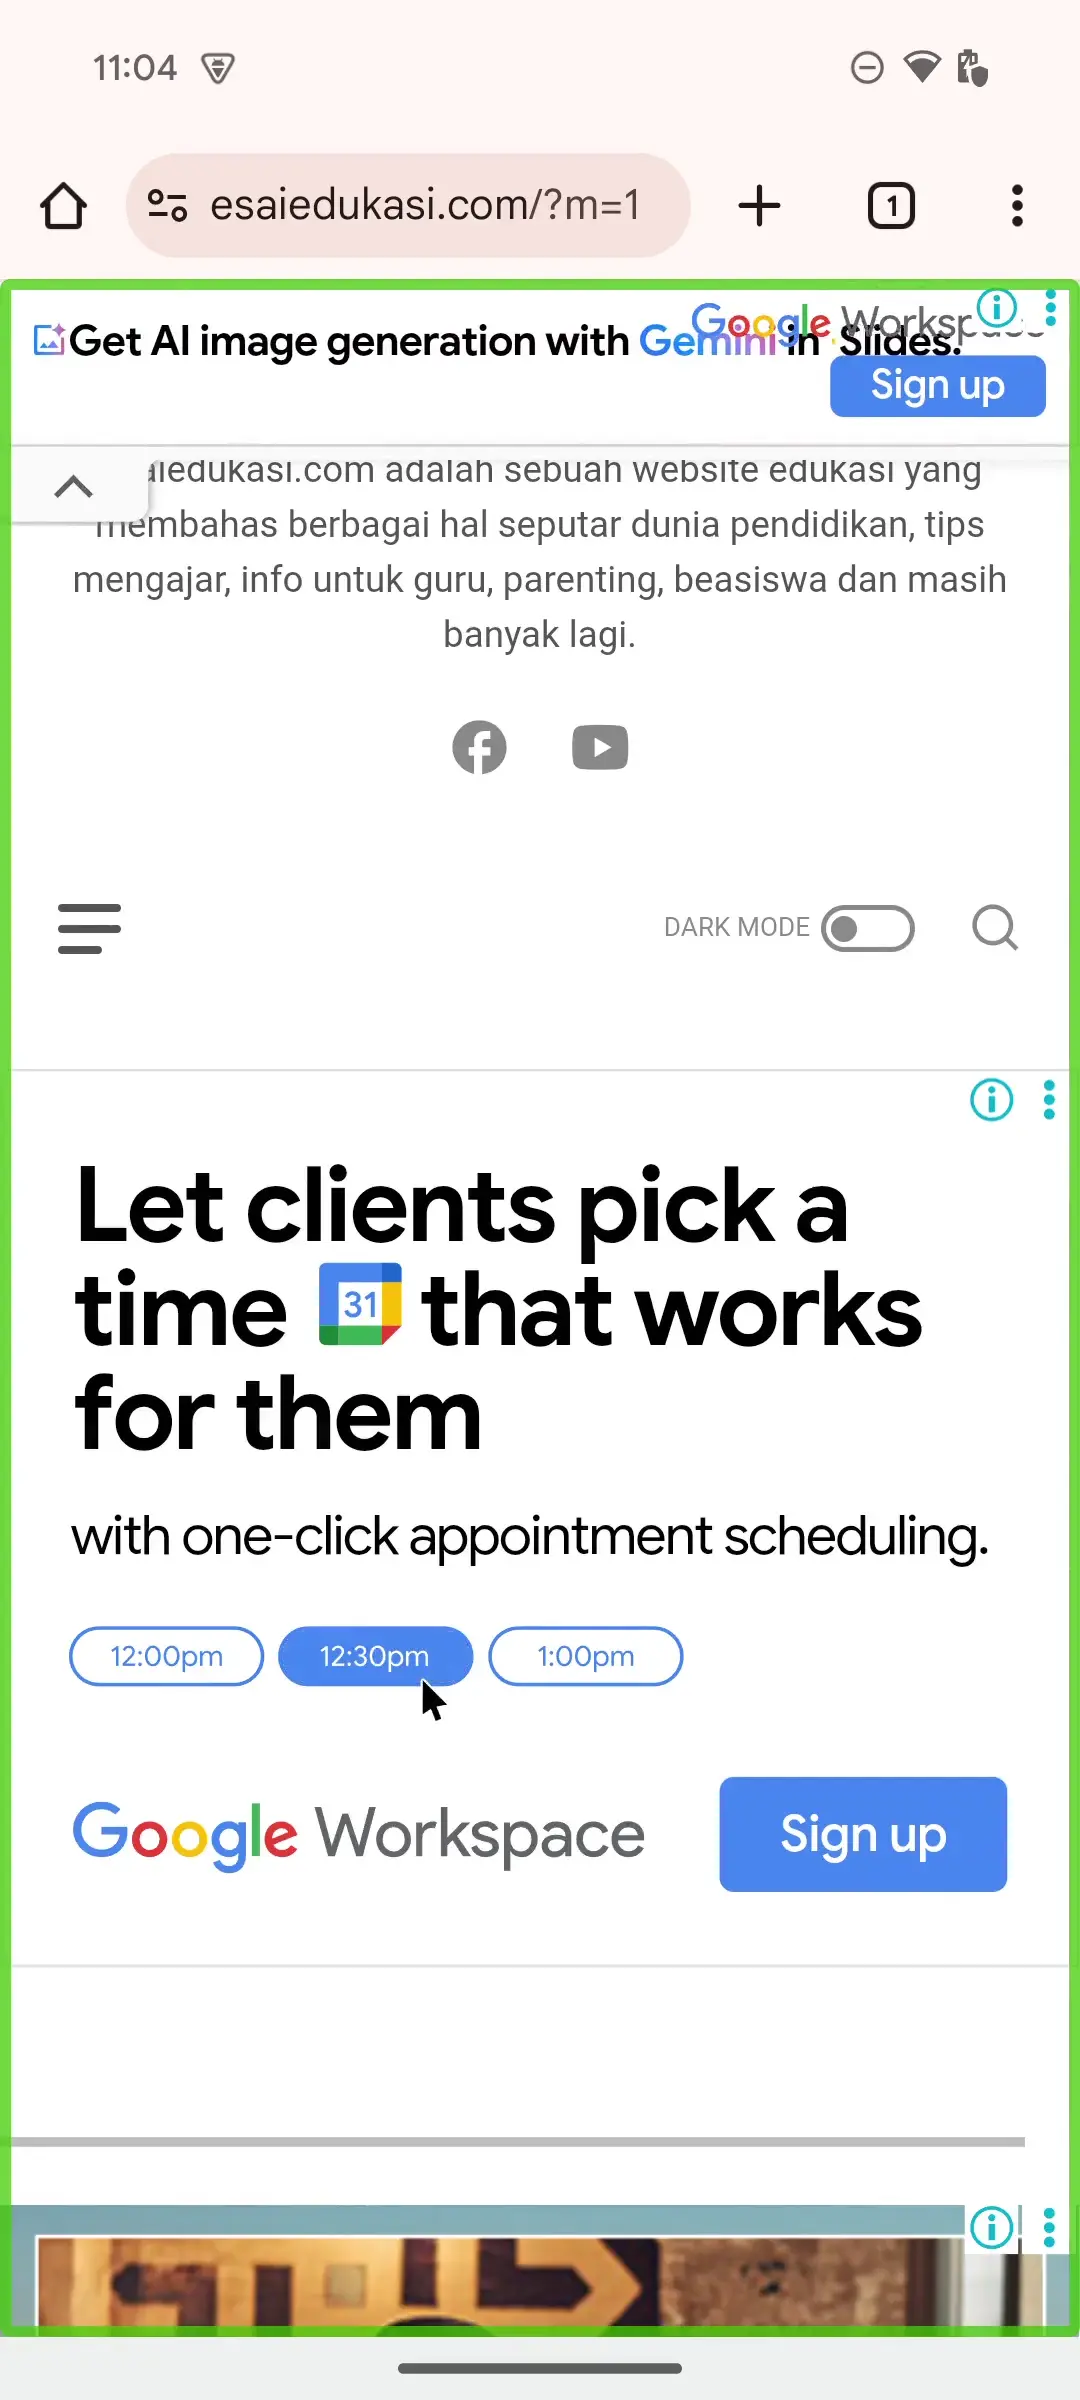 11:04
esaiedukasi.com/?m=1
1
Get AI image generation with Gemini in Slides.
Google Workspace
Sign up
adalah sebuah website edukasi yang
membahas berbagai hal seputar dunia pendidikan, tips
mengajar, info untuk guru, parenting, beasiswa dan masih
banyak lagi.
DARK MODE
Let clients pick a
time 31 that works
for them
with one-click appointment scheduling.
12:00pm 12:30pm 1:00pm
Google Workspace
Sign up